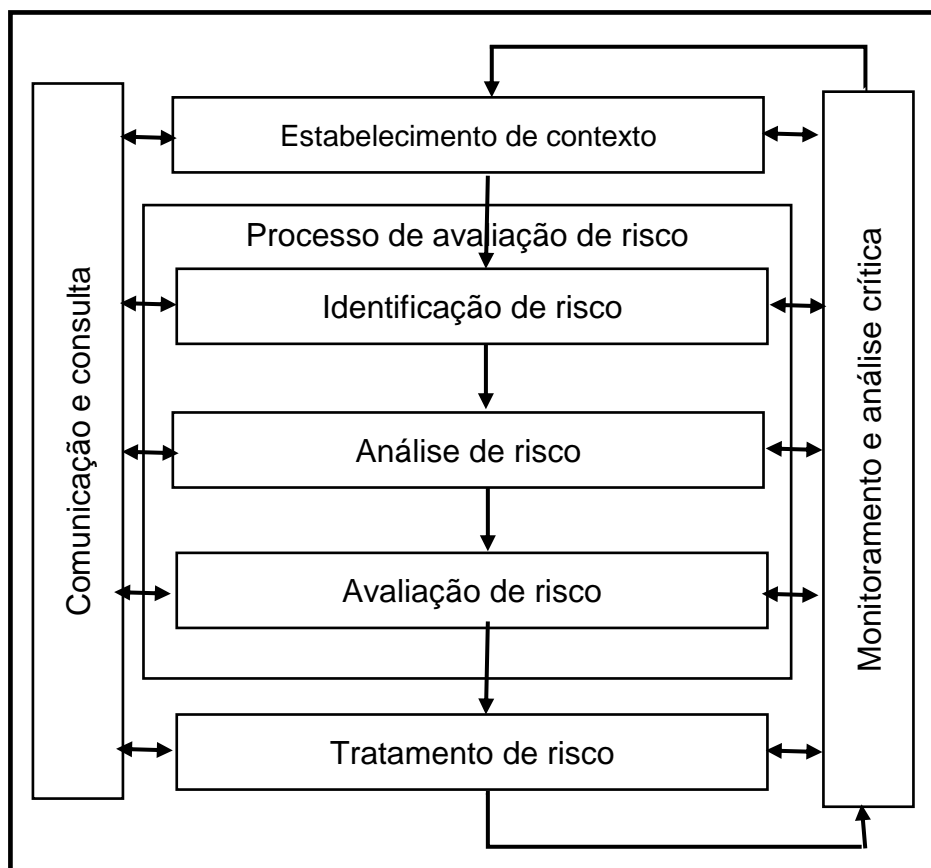 Estabelecimento de contexto
Processo de avaliação de risco
Identificação de risco
Análise de risco
Avaliação de risco
Tratamento de risco
Comunicação e consulta
Monitoramento e análise crítica